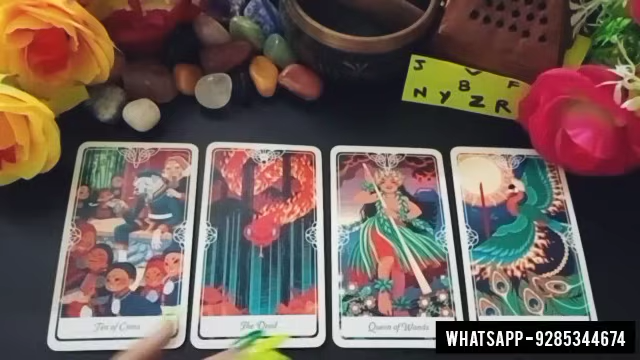 J V F
B
N Y Z R
Ten of Coins
The Devil
Queen of Wands
WHATSAPP-9285344674